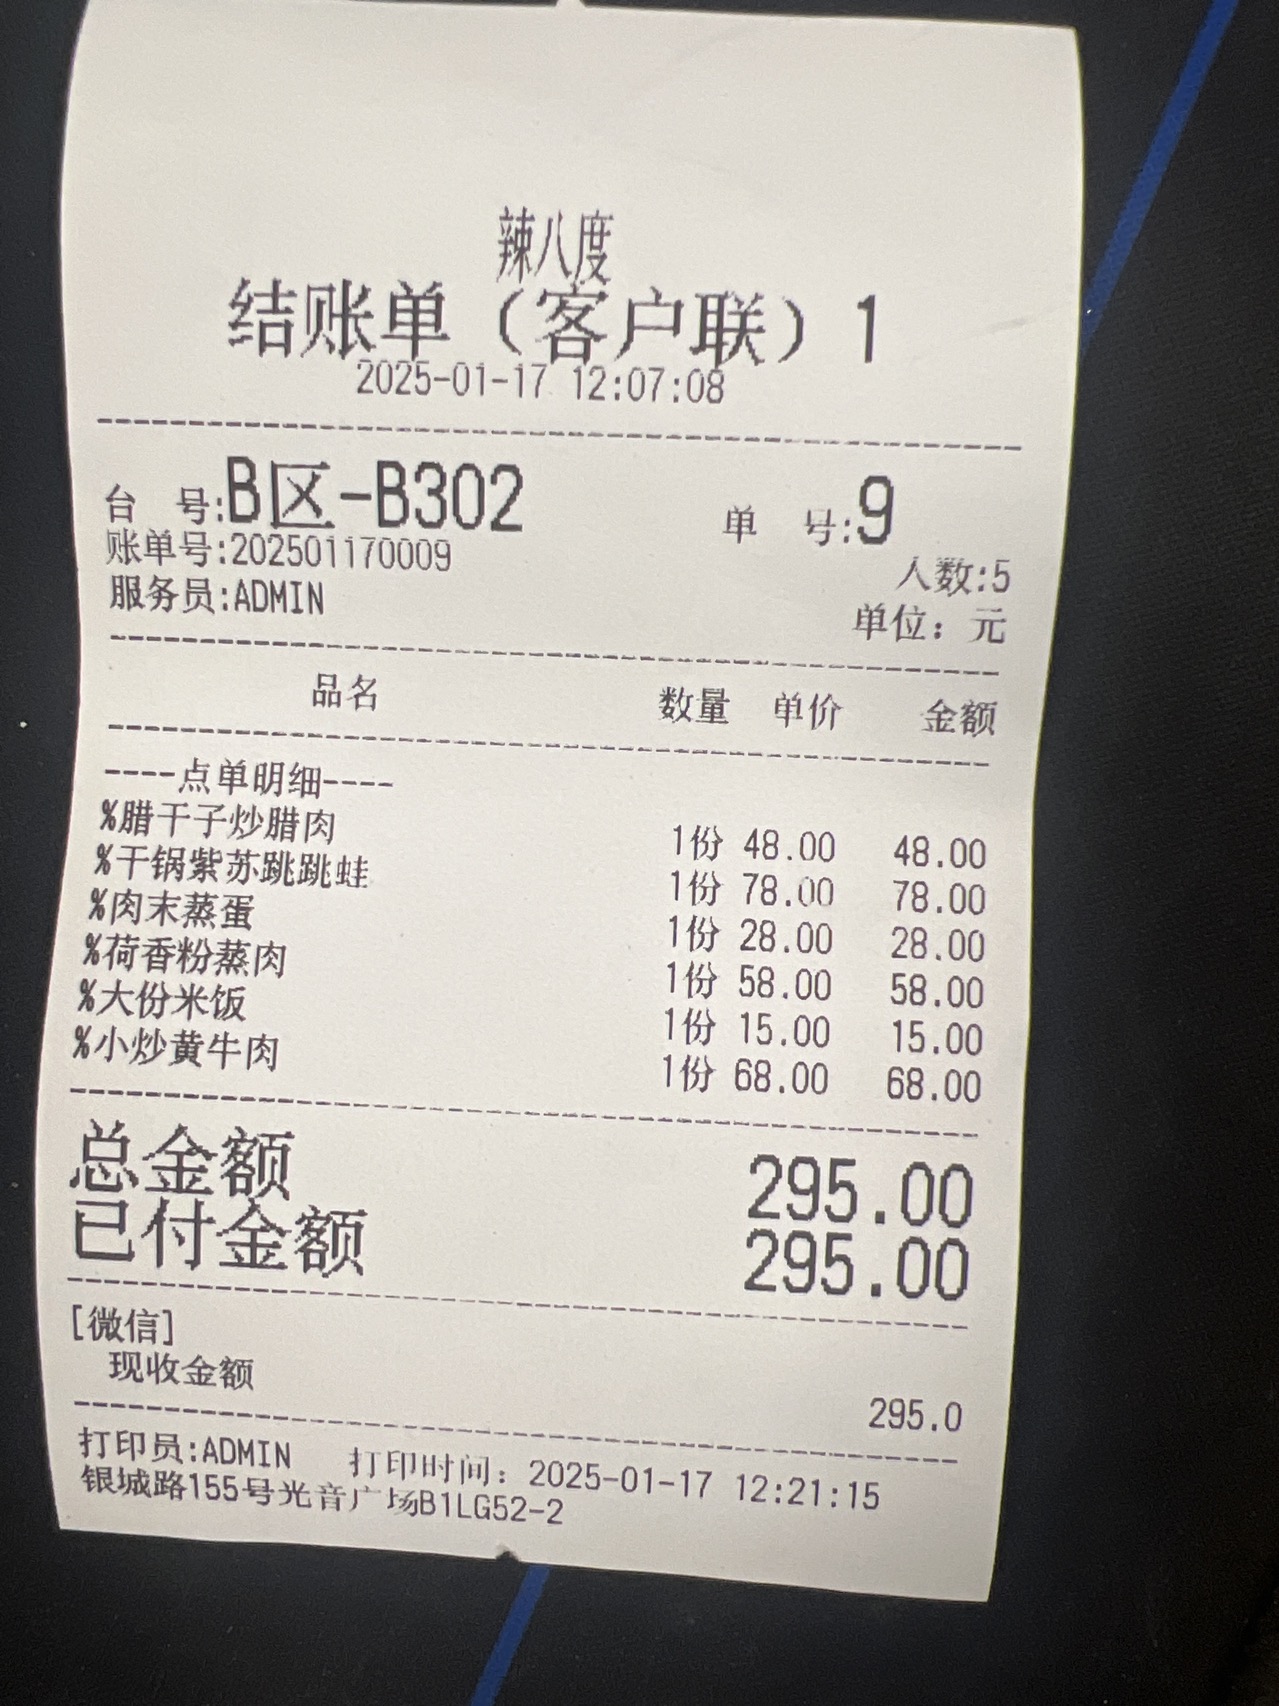 辣八度
结账单（客户联）1
2025-01-17 12:07:08
台 号:B区-B302 单 号:9
账单号:202501170009 人数:5
服务员:ADMIN 单位：元
品名 数量 单价 金额
----点单明细----
%腊干子炒腊肉 1份 48.00 48.00
%干锅紫苏跳跳蛙 1份 78.00 78.00
%肉末蒸蛋 1份 28.00 28.00
%荷香粉蒸肉 1份 58.00 58.00
%大份米饭 1份 15.00 15.00
%小炒黄牛肉 1份 68.00 68.00
总金额 295.00
已付金额 295.00
[微信]
现收金额 295.0
打印员:ADMIN 打印时间：2025-01-17 12:21:15
银城路155号光音广场B1LG52-2